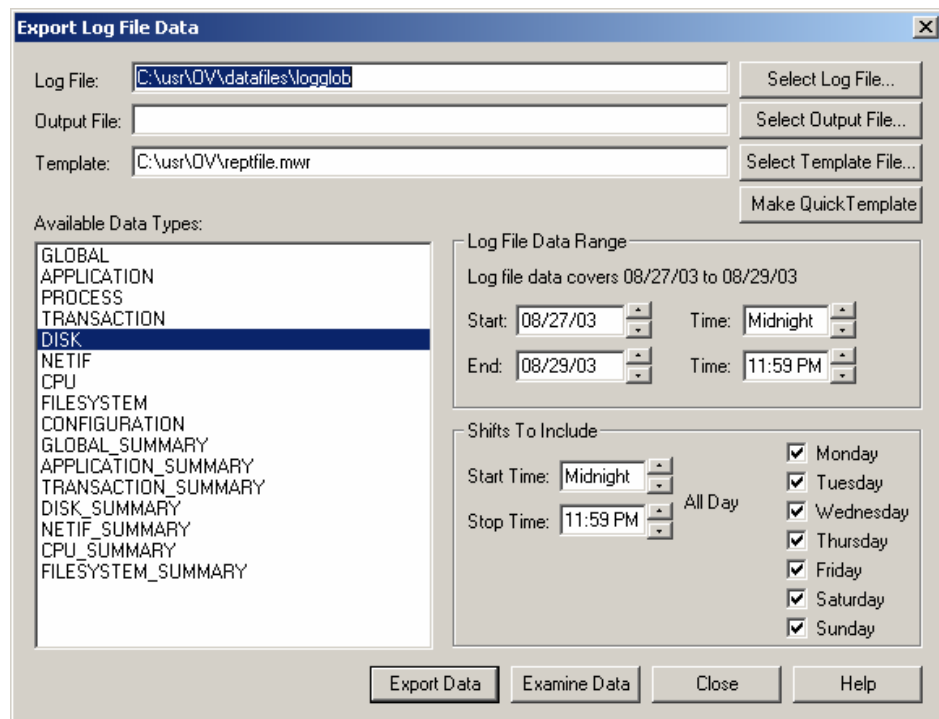 Export Log File Data
Log File: C:\usr\OV\datafiles\logglob Select Log File...
Output File: Select Output File...
Template: C:\usr\OV\reptfile.mwr Select Template File...
Make QuickTemplate
Available Data Types:
GLOBAL
APPLICATION
PROCESS
TRANSACTION
DISK
NETIF
CPU
FILESYSTEM
CONFIGURATION
GLOBAL_SUMMARY
APPLICATION_SUMMARY
TRANSACTION_SUMMARY
DISK_SUMMARY
NETIF_SUMMARY
CPU_SUMMARY
FILESYSTEM_SUMMARY
Log File Data Range
Log file data covers 08/27/03 to 08/29/03
Start: 08/27/03 Time: Midnight
End: 08/29/03 Time: 11:59 PM
Shifts To Include
Start Time: Midnight
Stop Time: 11:59 PM
All Day
Monday
Tuesday
Wednesday
Thursday
Friday
Saturday
Sunday
Export Data Examine Data Close Help